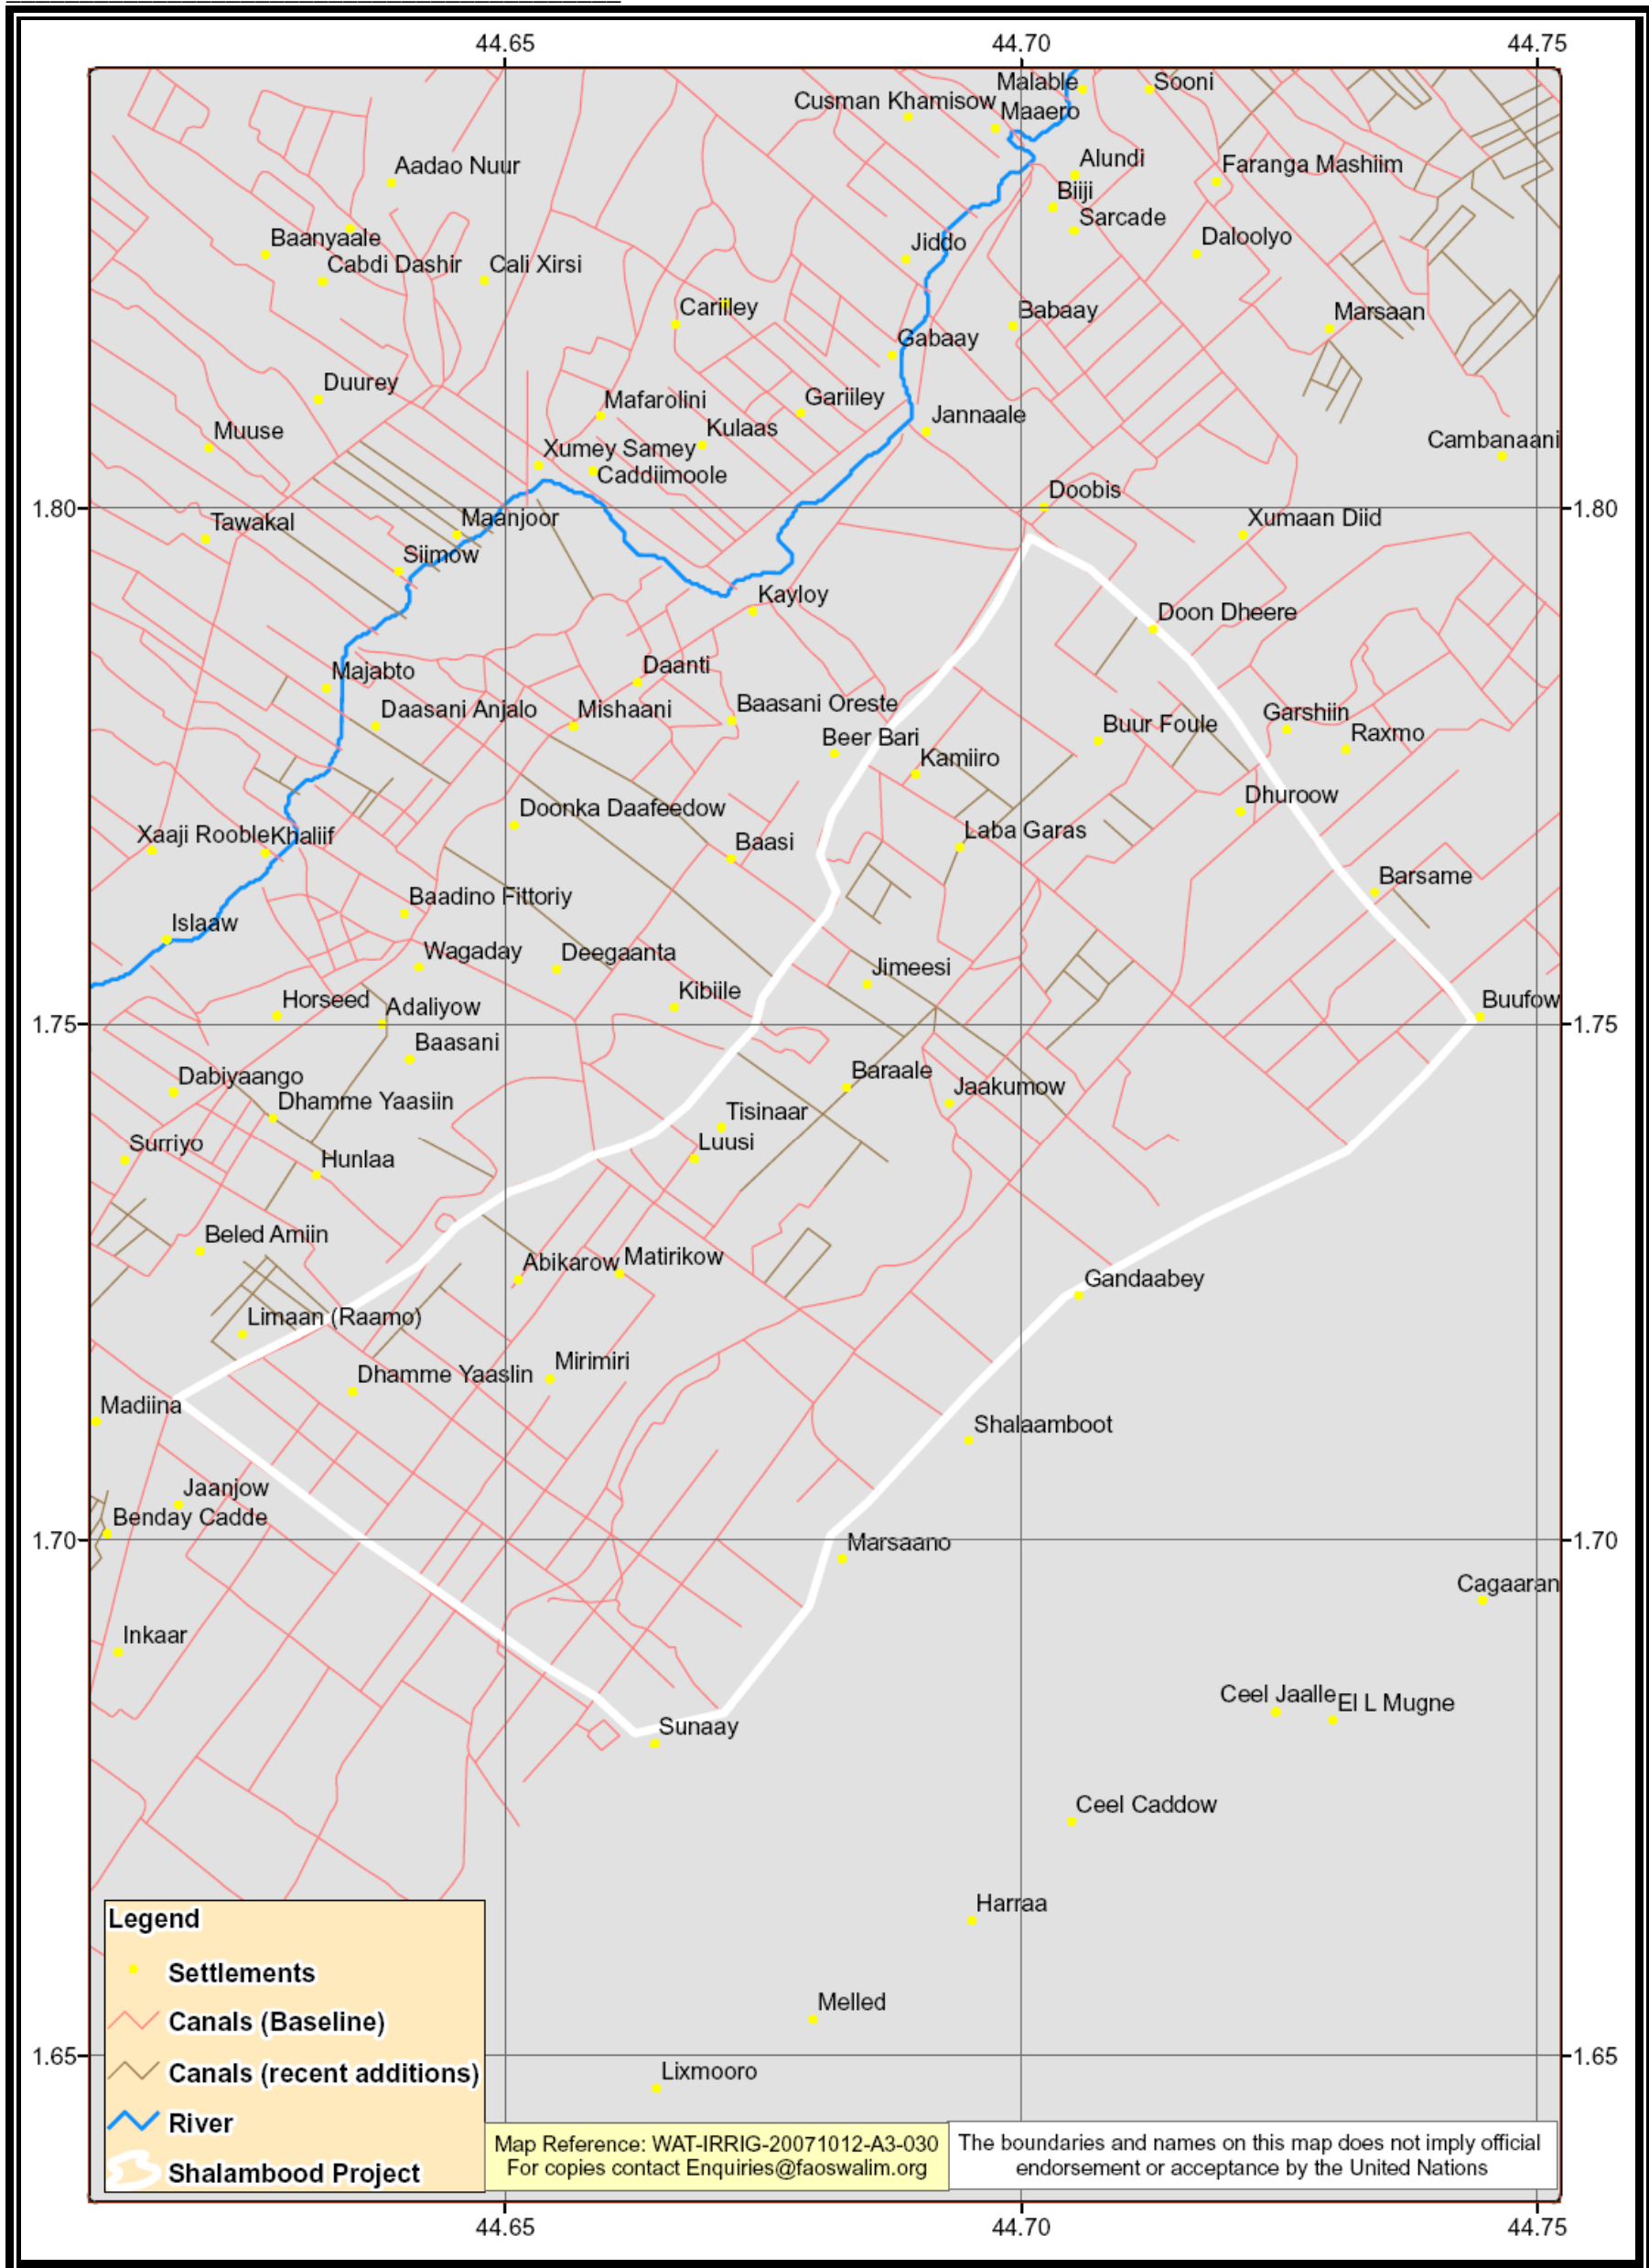 44.65 44.70 44.75
Malable Sooni
Cusman Khamisow Maaero
Alundi
Aadao Nuur Faranga Mashiim
Biiji
Sarcade
Baanyaale Jiddo Daloolyo
Cabdi Dashir Cali Xirsi
Cariiley Babaay Marsaan
Gabaay
Duurey
Mafarolini Gariiley
Muuse Kulaas Jannaale
Xumey Samey Cambanaani
Caddiimoole
Doobis
1.80 1.80
Tawakal Maanjoor Xumaan Diid
Siimow
Kayloy
Doon Dheere
Majabto Daanti
Daasani Anjalo Mishaani Baasani Oreste
Garshiin
Beer Bari Buur Foule Raxmo
Kamiiro
Doonka Daafeedow Dhuroow
Xaaji Rooble Khaliif Baasi Laba Garas
Barsame
Baadino Fittoriy
Islaaw
Wagaday Deegaanta
Jimeesi
Horseed Adaliyow Kibiile Buufow
1.75 1.75
Baasani
Dabiyaango Baraale Jaakumow
Dhamme Yaasiin Tisinaar
Surriyo Luusi
Hunlaa
Beled Amiin
Abikarow Matirikow
Gandaabey
Limaan (Raamo)
Dhamme Yaaslin Mirimiri
Madiina
Shalaamboot
Jaanjow
Benday Cadde
1.70 Marsaano 1.70
Cagaaran
Inkaar
Ceel Jaalle El L Mugne
Sunaay
Ceel Caddow
Harraa
Legend
Settlements
Melled
Canals (Baseline)
1.65 1.65
Canals (recent additions)
Lixmooro
River
Shalambood Project
Map Reference: WAT-IRRIG-20071012-A3-030
For copies contact Enquiries@faoswalim.org
The boundaries and names on this map does not imply official
endorsement or acceptance by the United Nations
44.65 44.70 44.75